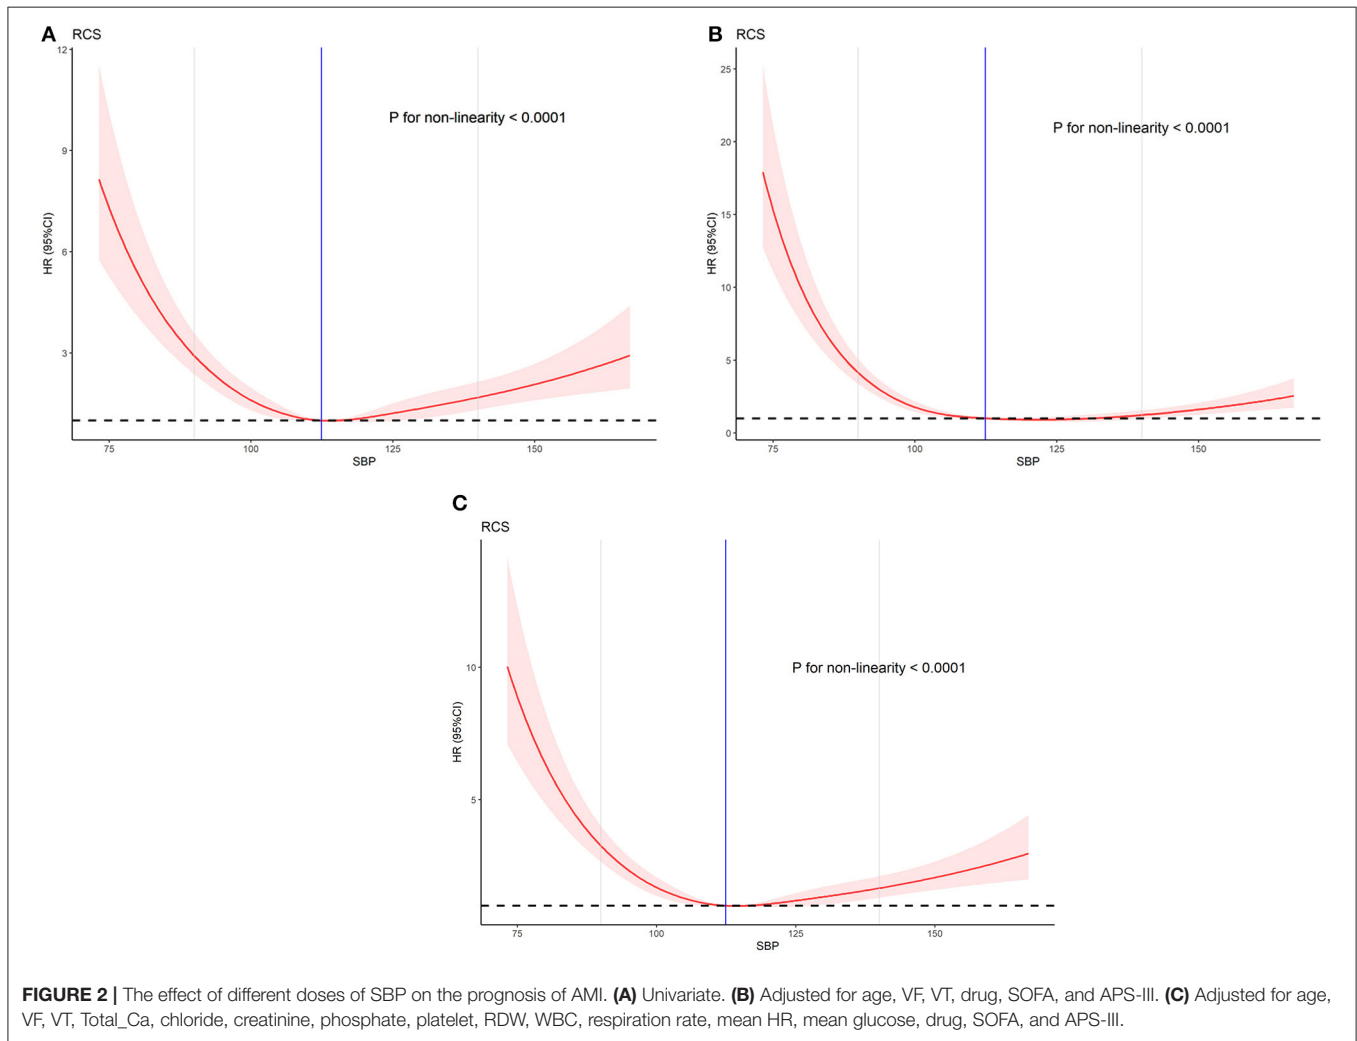 A
RCS
12
9
6
3
HR (95%CI)
P for non-linearity < 0.0001
75
100
125
150
SBP
B
RCS
25
20
15
10
5
0
HR (95%CI)
P for non-linearity < 0.0001
75
100
125
150
SBP
C
RCS
10
5
HR (95%CI)
P for non-linearity < 0.0001
75
100
125
150
SBP
FIGURE 2 | The effect of different doses of SBP on the prognosis of AMI. (A) Univariate. (B) Adjusted for age, VF, VT, drug, SOFA, and APS-III. (C) Adjusted for age,
VF, VT, Total_Ca, chloride, creatinine, phosphate, platelet, RDW, WBC, respiration rate, mean HR, mean glucose, drug, SOFA, and APS-III.